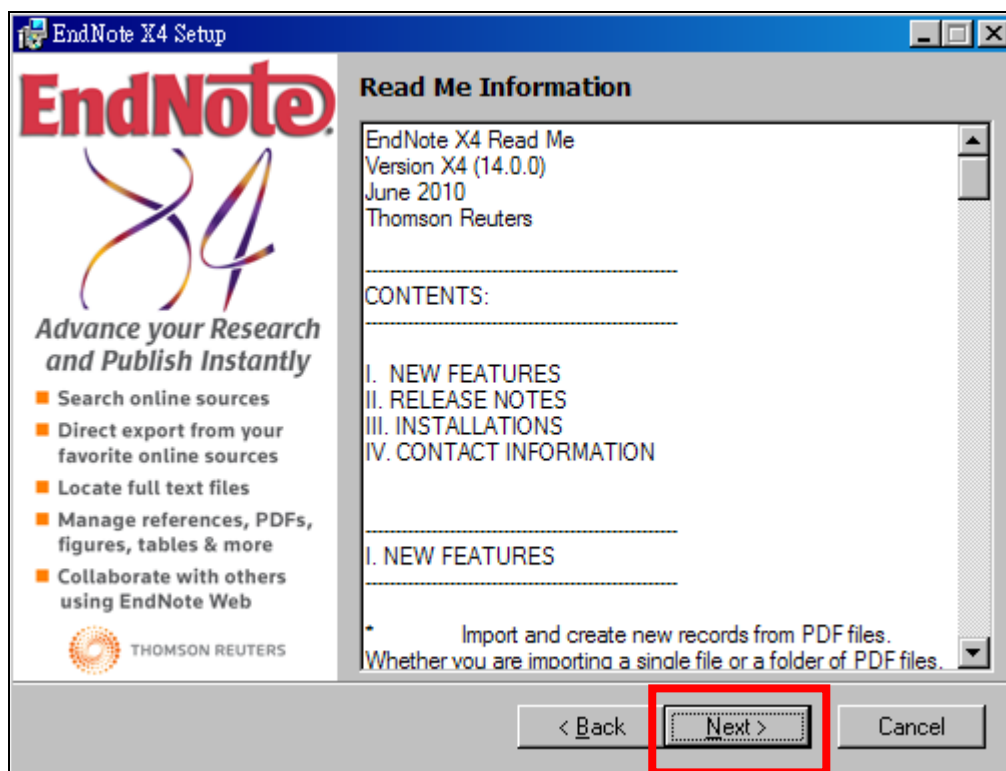 EndNote X4 Setup
EndNote
X4
Advance your Research
and Publish Instantly
Search online sources
Direct export from your
favorite online sources
Locate full text files
Manage references, PDFs,
figures, tables & more
Collaborate with others
using EndNote Web
THOMSON REUTERS
Read Me Information
EndNote X4 Read Me
Version X4 (14.0.0)
June 2010
Thomson Reuters
----------------------------------------------------
CONTENTS:
----------------------------------------------------
I. NEW FEATURES
II. RELEASE NOTES
III. INSTALLATIONS
IV. CONTACT INFORMATION
----------------------------------------------------
I. NEW FEATURES
----------------------------------------------------
* Import and create new records from PDF files.
Whether you are importing a single file or a folder of PDF files,
< Back
Next >
Cancel